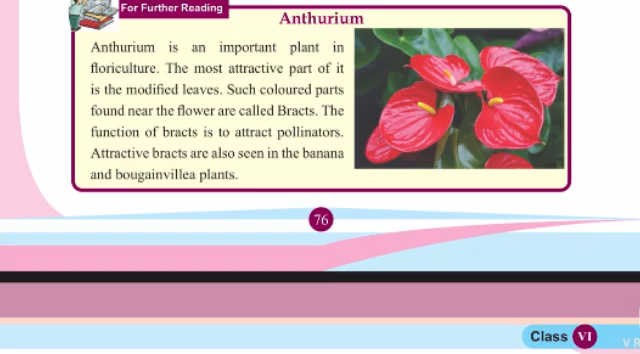 For Further Reading
Anthurium
Anthurium is an important plant in
floriculture. The most attractive part of it
is the modified leaves. Such coloured parts
found near the flower are called Bracts. The
function of bracts is to attract pollinators.
Attractive bracts are also seen in the banana
and bougainvillea plants.
76
Class VI